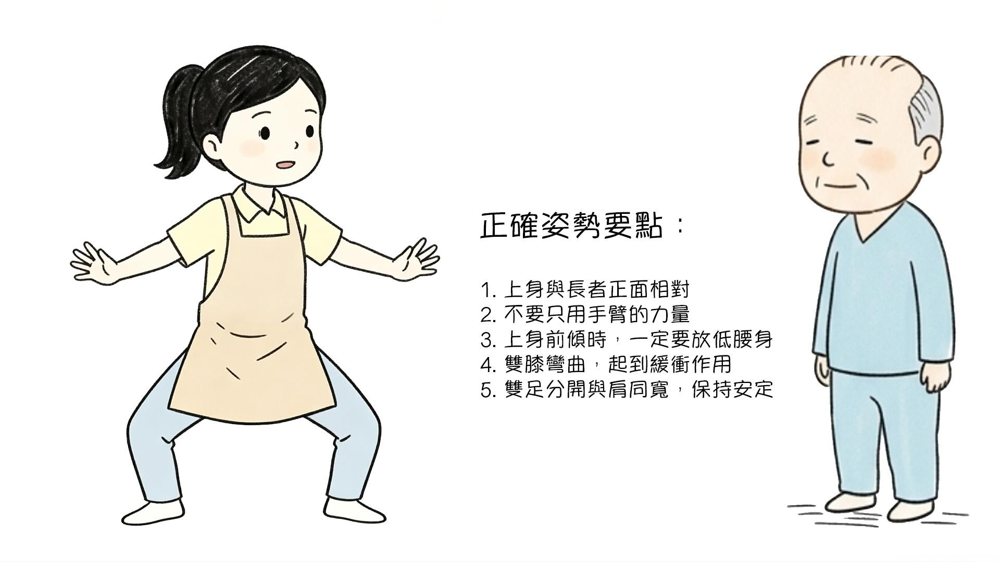 正確姿勢要點：
1. 上身與長者正面相對
2. 不要只用手臂的力量
3. 上身前傾時，一定要放低腰身
4. 雙膝彎曲，起到緩衝作用
5. 雙足分開與肩同寬，保持安定